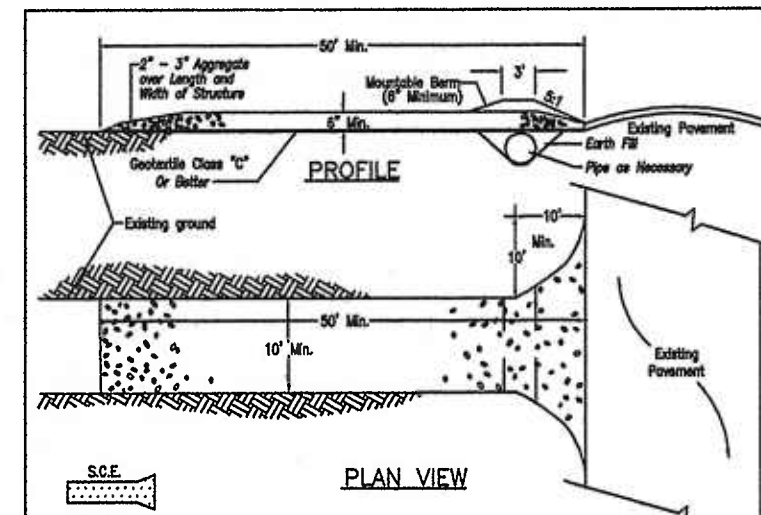 50' Min.
2" - 3" Aggregate
over Length and
Width of Structure
Mountable Berm
(6" Minimum)
3'
5:1
6" Min.
Existing Pavement
Earth Fill
Pipe as Necessary
Geotextile Class "C"
Or Better
PROFILE
Existing ground
10'
Min.
10'
50' Min.
10' Min.
Existing
Pavement
S.C.E.
PLAN VIEW